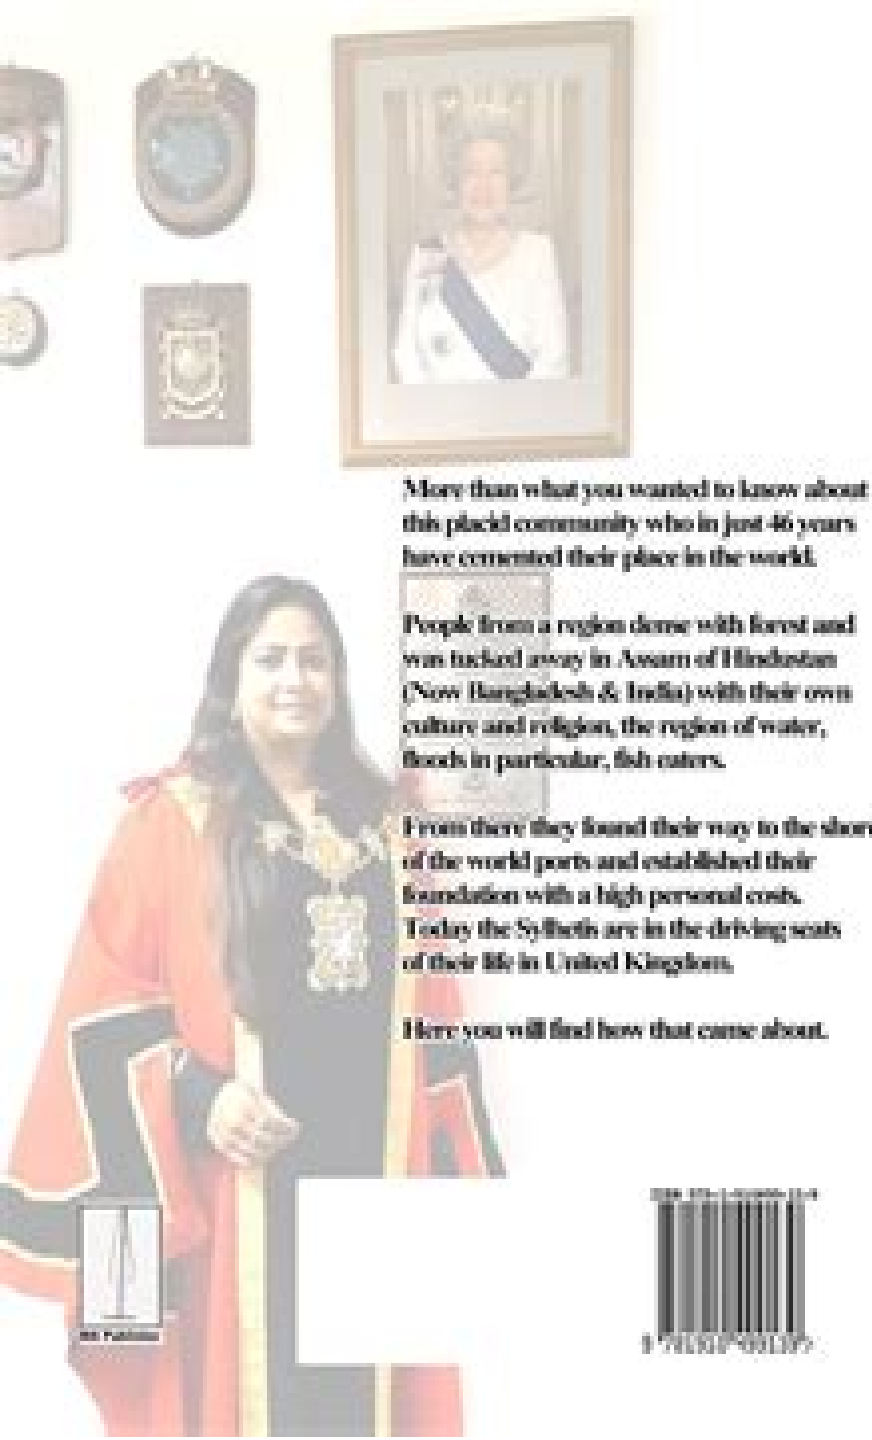 More than what you wanted to know about
this placid community who in just 46 years
have cemented their place in the world.
People from a region dense with forest and
was tucked away in Assam of Hindustan
(Now Bangladesh & India) with their own
culture and religion, the region of water,
floods in particular, fish eaters.
From there they found their way to the shore
of the world ports and established their
foundation with a high personal costs.
Today the Sylhetis are in the driving seats
of their life in United Kingdom.
Here you will find how that came about.
Publisher
ISBN